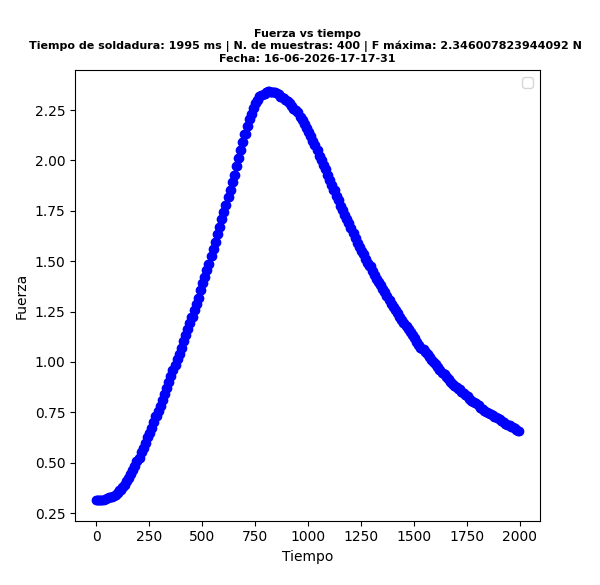 Fuerza vs tiempo
Tiempo de soldadura: 1995 ms | N. de muestras: 400 | F máxima: 2.346007823944092 N
Fecha: 16-06-2026-17-17-31
2.25
2.00
1.75
1.50
1.25
1.00
0.75
0.50
0.25
Fuerza
0 250 500 750 1000 1250 1500 1750 2000
Tiempo